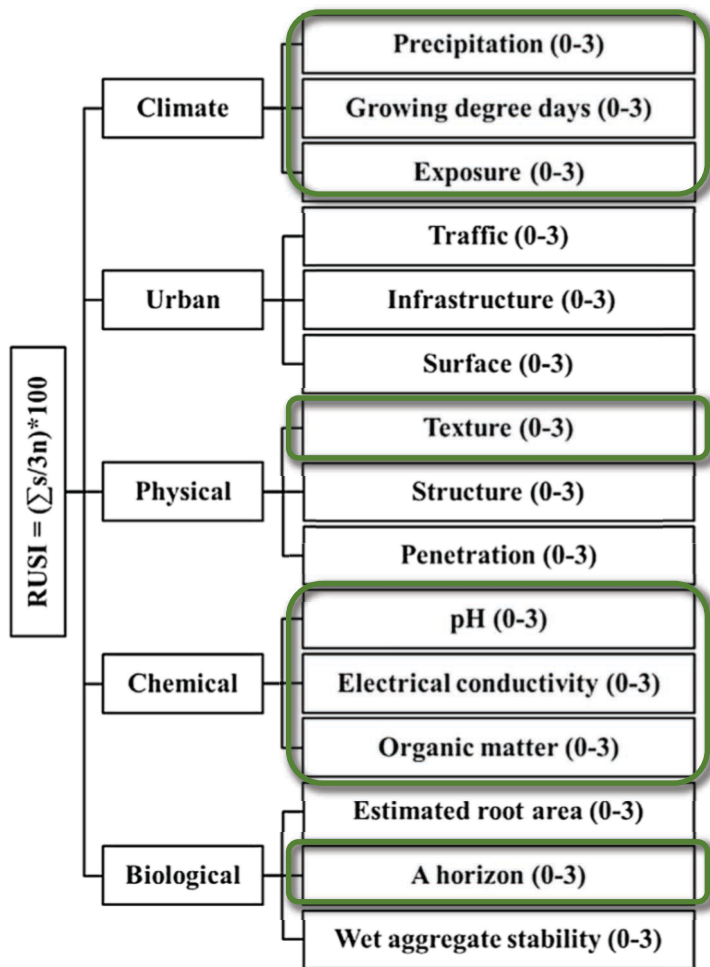 RUSI = (∑s/3n)*100
Climate
Precipitation (0-3)
Growing degree days (0-3)
Exposure (0-3)
Urban
Traffic (0-3)
Infrastructure (0-3)
Surface (0-3)
Physical
Texture (0-3)
Structure (0-3)
Penetration (0-3)
Chemical
pH (0-3)
Electrical conductivity (0-3)
Organic matter (0-3)
Biological
Estimated root area (0-3)
A horizon (0-3)
Wet aggregate stability (0-3)